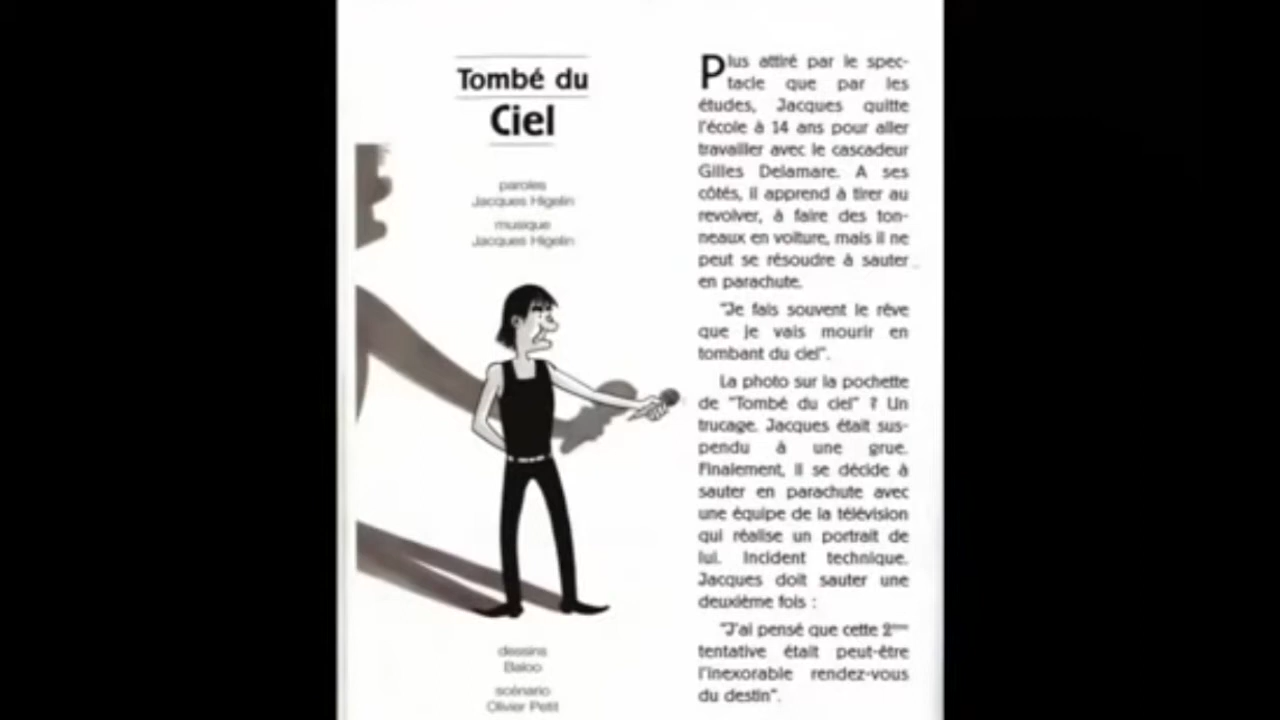 Tombé du
Ciel
paroles
Jacques Higelin
musique
Jacques Higelin
dessins
Baloo
scénario
Olivier Petit
Plus attiré par le spec-
tacle que par les
études, Jacques quitte
l'école à 14 ans pour aller
travailler avec le cascadeur
Gilles Delamare. A ses
côtés, il apprend à tirer au
revolver, à faire des ton-
neaux en voiture, mais il ne
peut se résoudre à sauter
en parachute.
"Je fais souvent le rêve
que je vais mourir en
tombant du ciel".
La photo sur la pochette
de "Tombé du ciel" ? Un
trucage. Jacques était sus-
pendu à une grue.
Finalement, il se décide à
sauter en parachute avec
une équipe de la télévision
qui réalise un portrait de
lui. Incident technique.
Jacques doit sauter une
deuxième fois :
"J'ai pensé que cette 2ème
tentative était peut-être
l'inexorable rendez-vous
du destin".